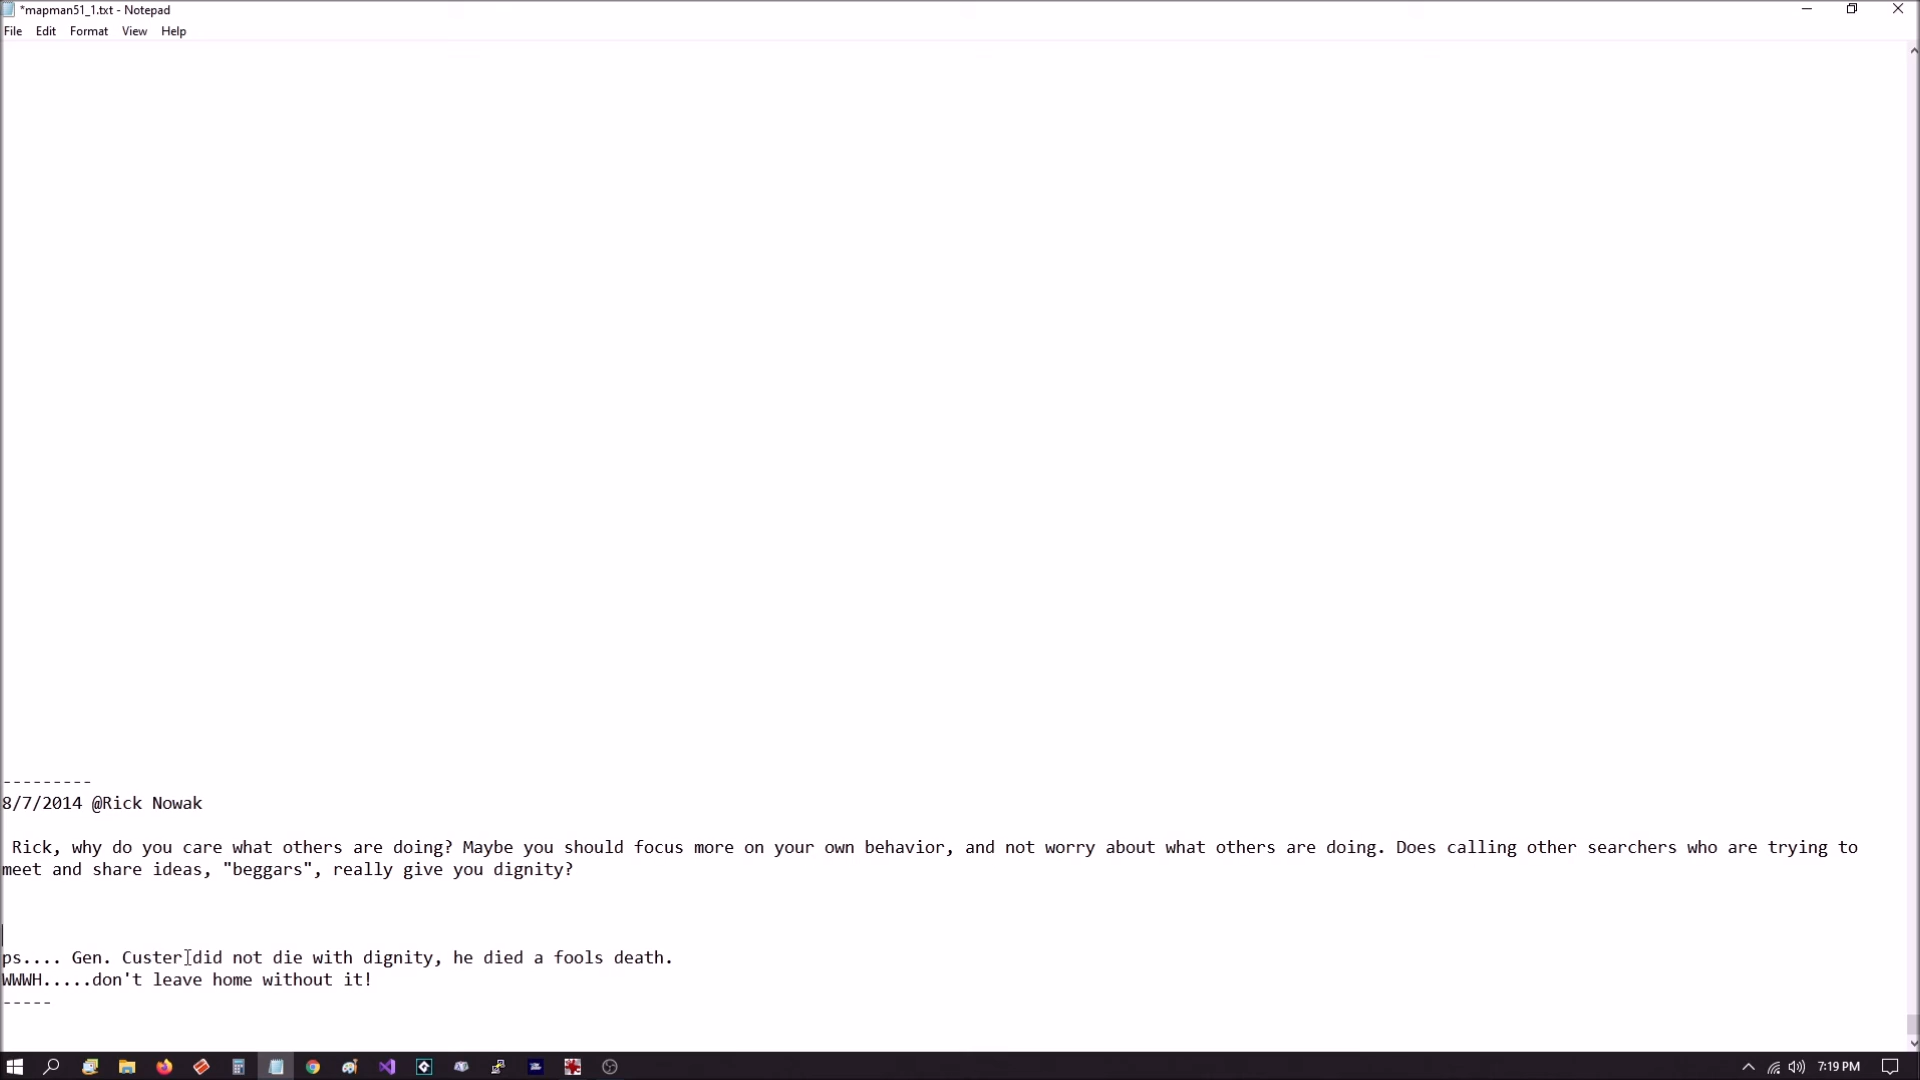 *mapman51_1.txt - Notepad
File Edit Format View Help
---------
8/7/2014 @Rick Nowak
Rick, why do you care what others are doing? Maybe you should focus more on your own behavior, and not worry about what others are doing. Does calling other searchers who are trying to
meet and share ideas, "beggars", really give you dignity?
ps.... Gen. Custer did not die with dignity, he died a fools death.
WWWH.....don't leave home without it!
-----
7:19 PM